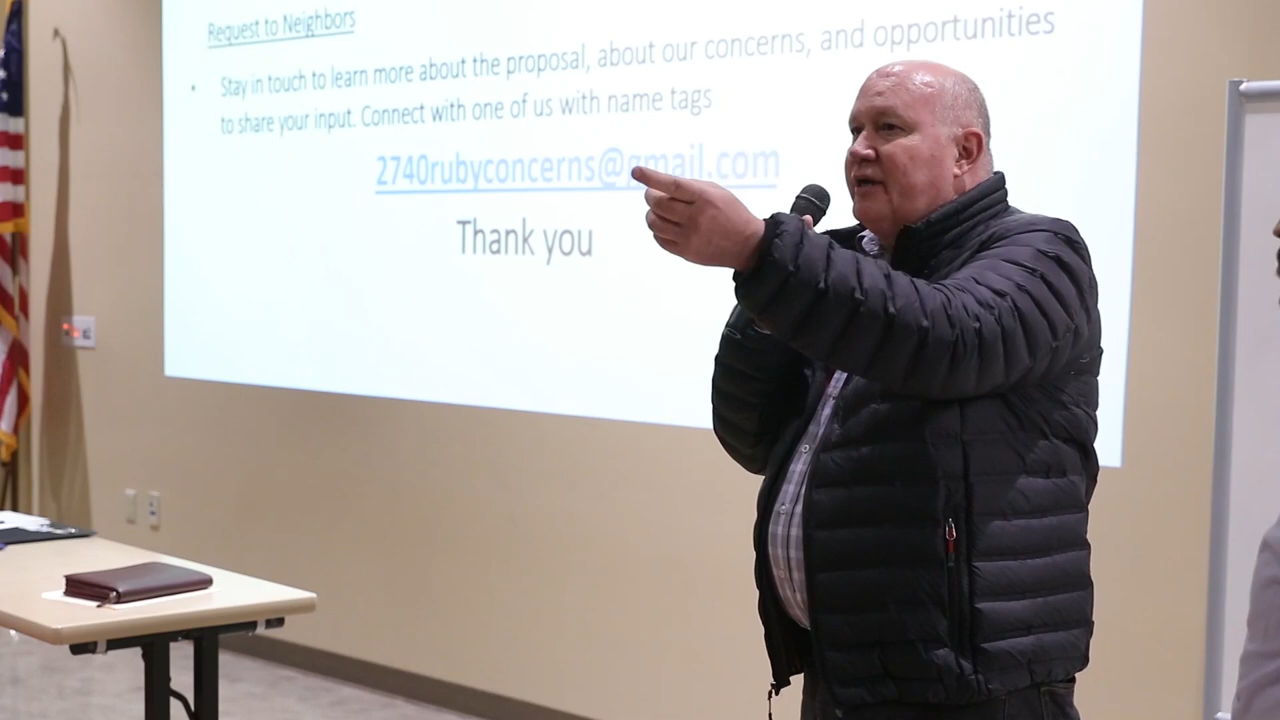 Request to Neighbors
• Stay in touch to learn more about the proposal, about our concerns, and opportunities
to share your input. Connect with one of us with name tags
2740rubyconcerns@gmail.com
Thank you